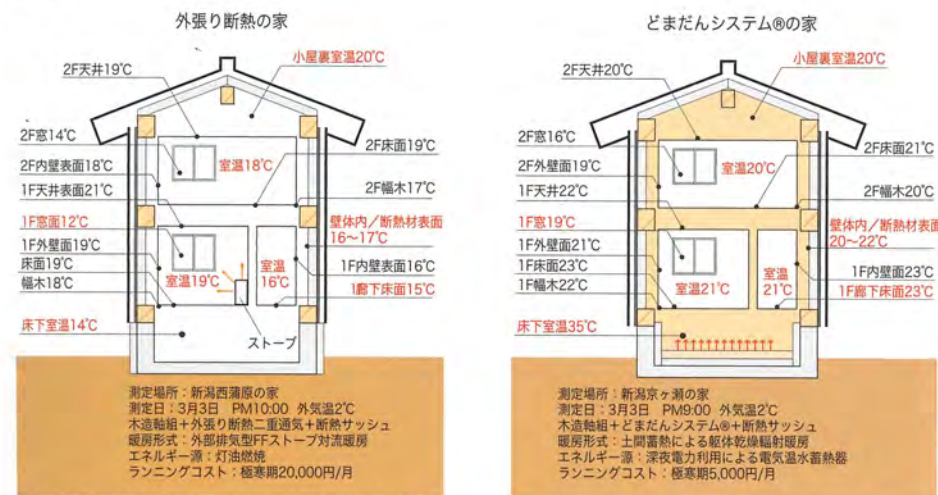 外張り断熱の家
小屋裏室温20℃
2F天井19℃
2F窓14℃
2F内壁表面18℃
1F天井表面21℃
1F窓面12℃
1F外壁面19℃
床面19℃
幅木18℃
床下室温14℃
室温18℃
2F床面19℃
2F幅木17℃
壁体内/断熱材表面
16〜17℃
室温19℃
室温
16℃
1F内壁表面16℃
1廊下床面15℃
ストーブ
測定場所:新潟西蒲原の家
測定日:3月3日 PM10:00 外気温2℃
木造軸組+外張り断熱二重通気+断熱サッシュ
暖房形式:外部排気型FFストーブ対流暖房
エネルギー源:灯油燃焼
ランニングコスト:極寒期20,000円/月
どまだんシステム®の家
小屋裏室温20℃
2F天井20℃
2F窓16℃
2F外壁面19℃
1F天井22℃
1F窓19℃
1F外壁面21℃
1F床面23℃
1F幅木22℃
床下室温35℃
室温20℃
2F床面21℃
2F幅木20℃
壁体内/断熱材表面
20〜22℃
室温21℃
室温
21℃
1F内壁面23℃
1F廊下床面23℃
測定場所:新潟京ヶ瀬の家
測定日:3月3日 PM9:00 外気温2℃
木造軸組+どまだんシステム®+断熱サッシュ
暖房形式:土間蓄熱による躯体乾燥輻射暖房
エネルギー源:深夜電力利用による電気温水蓄熱器
ランニングコスト:極寒期5,000円/月